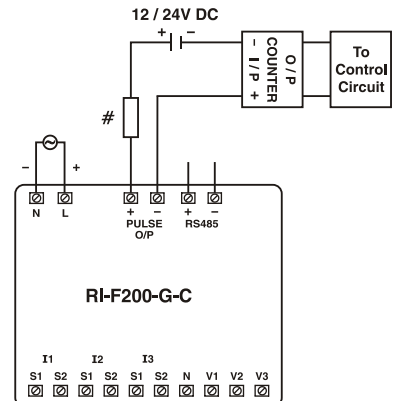 12 / 24V DC
+ −
− I / P +
COUNTER
O / P
To
Control
Circuit
#
− +
N L
+ − + −
PULSE
O/P
RS485
RI-F200-G-C
I1 I2 I3
S1 S2 S1 S2 S1 S2 N V1 V2 V3